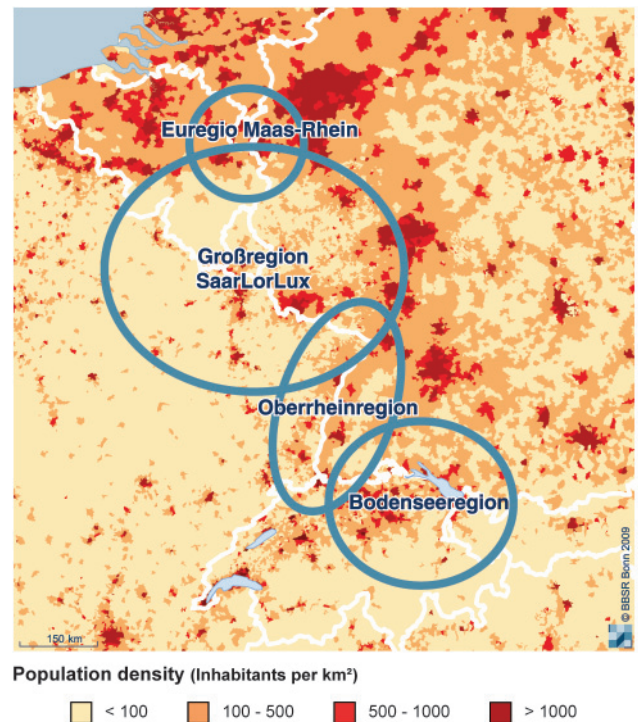 Euregio Maas-Rhein
Großregion
SaarLorLux
Oberrheinregion
Bodenseeregion
150 km
© BBSR Bonn 2009
Population density (Inhabitants per km²)
< 100
100 - 500
500 - 1000
> 1000